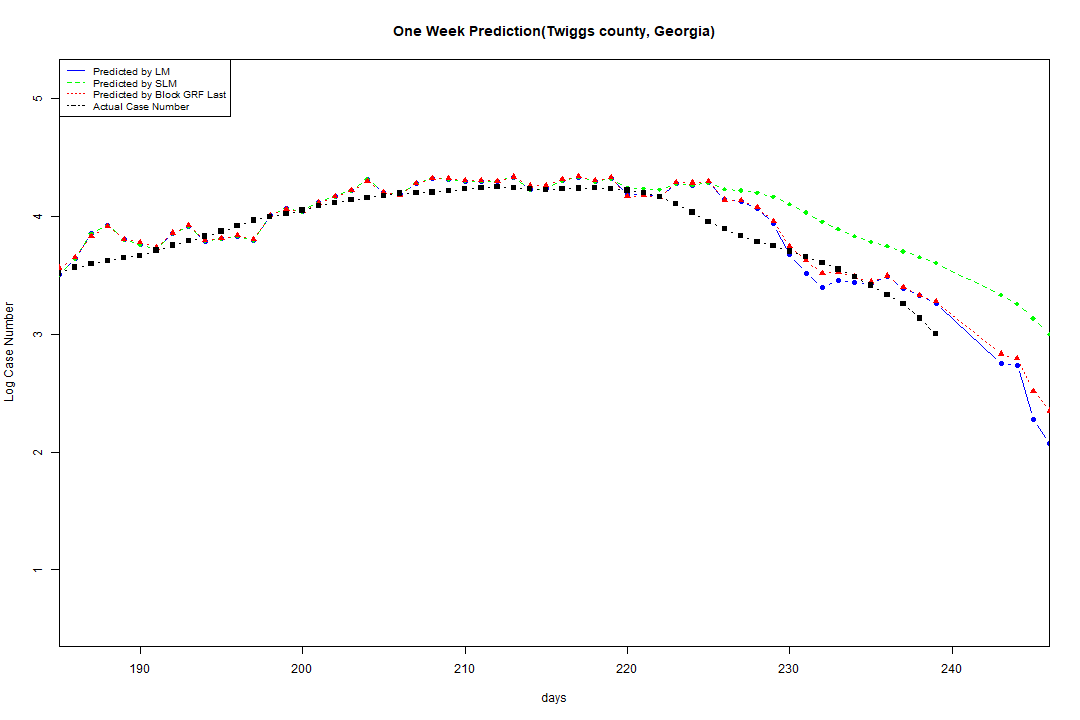 One Week Prediction(Twiggs county, Georgia)
Predicted by LM
Predicted by SLM
Predicted by Block GRF Last
Actual Case Number
5
4
3
2
1
Log Case Number
190 200 210 220 230 240
days